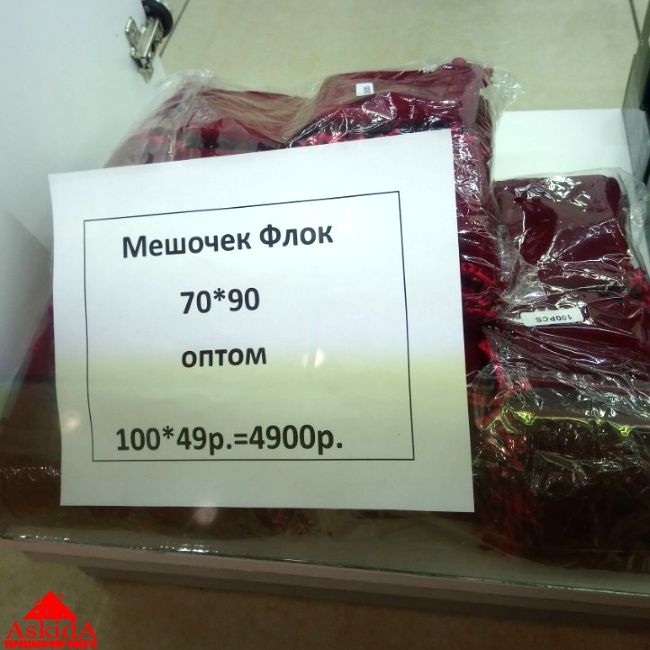 Мешочек Флок
70*90
оптом
100*49р.=4900р.
100PCS
AskidA